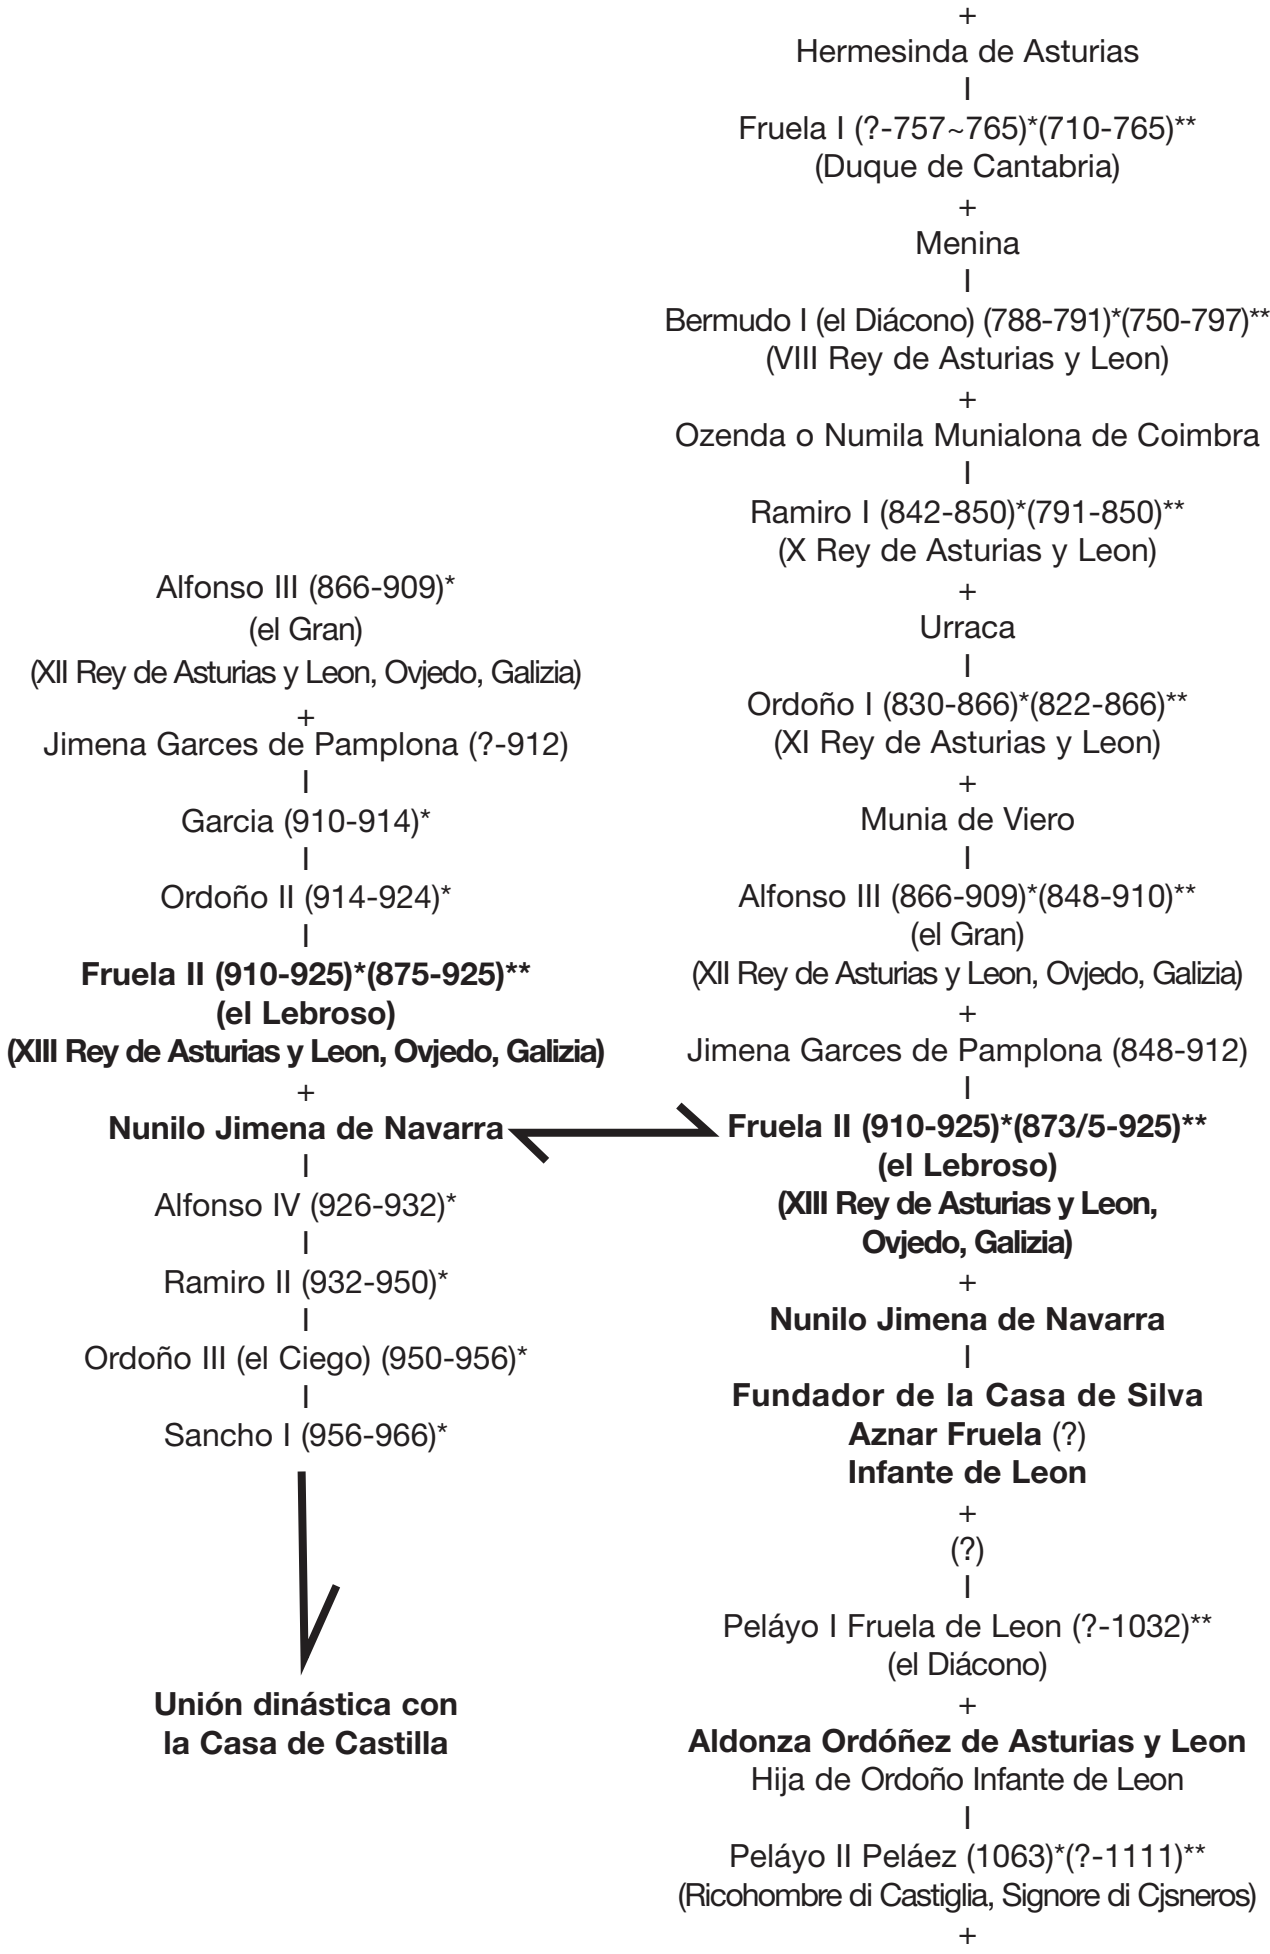 Alfonso III (866-909)*
(el Gran)
(XII Rey de Asturias y Leon, Ovjedo, Galizia)
+
Jimena Garces de Pamplona (?-912)
|
Garcia (910-914)*
|
Ordoño II (914-924)*
|
Fruela II (910-925)*(875-925)**
(el Lebroso)
(XIII Rey de Asturias y Leon, Ovjedo, Galizia)
+
Nunilo Jimena de Navarra
|
Alfonso IV (926-932)*
|
Ramiro II (932-950)*
|
Ordoño III (el Ciego) (950-956)*
|
Sancho I (956-966)*
Unión dinástica con
la Casa de Castilla
+
Hermesinda de Asturias
|
Fruela I (?-757~765)*(710-765)**
(Duque de Cantabria)
+
Menina
|
Bermudo I (el Diácono) (788-791)*(750-797)**
(VIII Rey de Asturias y Leon)
+
Ozenda o Numila Munialona de Coimbra
|
Ramiro I (842-850)*(791-850)**
(X Rey de Asturias y Leon)
+
Urraca
|
Ordoño I (830-866)*(822-866)**
(XI Rey de Asturias y Leon)
+
Munia de Viero
|
Alfonso III (866-909)*(848-910)**
(el Gran)
(XII Rey de Asturias y Leon, Ovjedo, Galizia)
+
Jimena Garces de Pamplona (848-912)
|
Fruela II (910-925)*(873/5-925)**
(el Lebroso)
(XIII Rey de Asturias y Leon,
Ovjedo, Galizia)
+
Nunilo Jimena de Navarra
|
Fundador de la Casa de Silva
Aznar Fruela (?)
Infante de Leon
+
(?)
|
Peláyo I Fruela de Leon (?-1032)**
(el Diácono)
+
Aldonza Ordóñez de Asturias y Leon
Hija de Ordoño Infante de Leon
|
Peláyo II Peláez (1063)*(?-1111)**
(Ricohombre di Castiglia, Signore di Cjsneros)
+